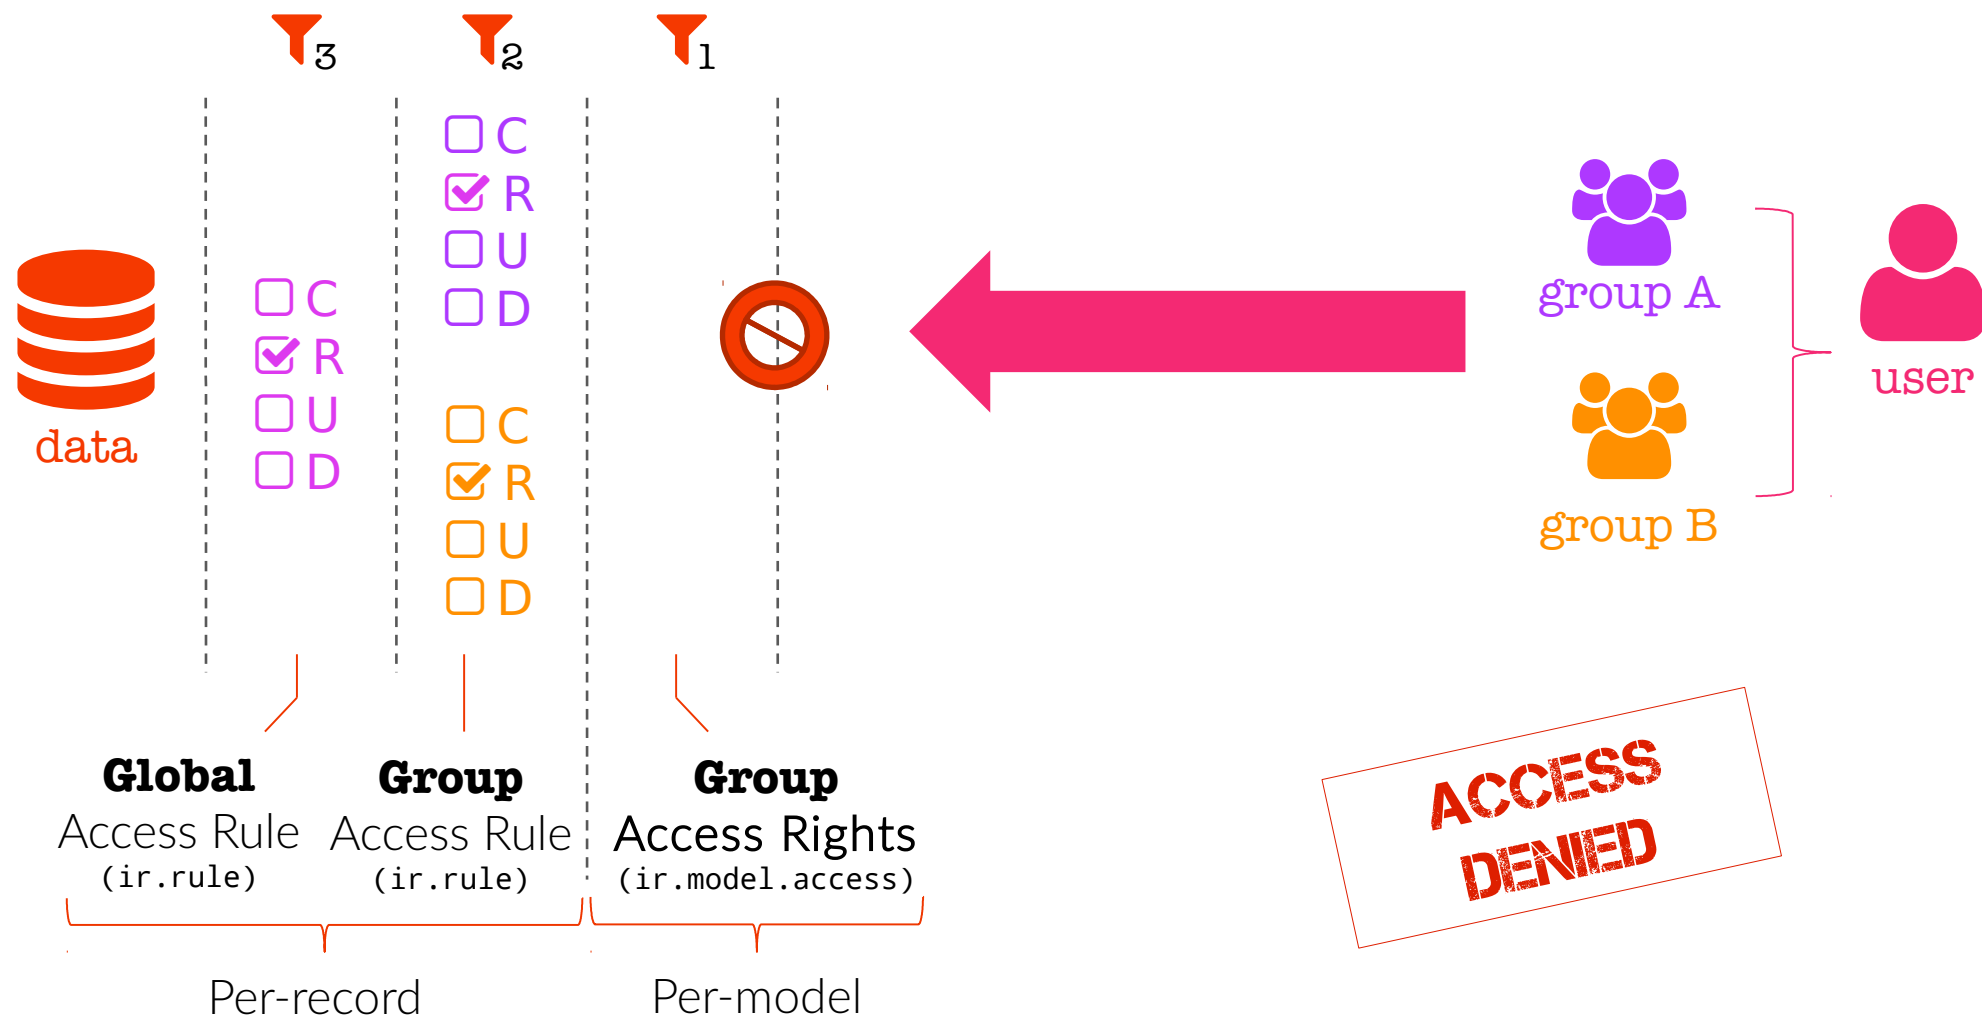 3
2
1
C
R
U
D
C
R
U
D
C
R
U
D
data
group A
group B
user
Global
Access Rule
(ir.rule)
Group
Access Rule
(ir.rule)
Group
Access Rights
(ir.model.access)
Per-record
Per-model
ACCESS
DENIED